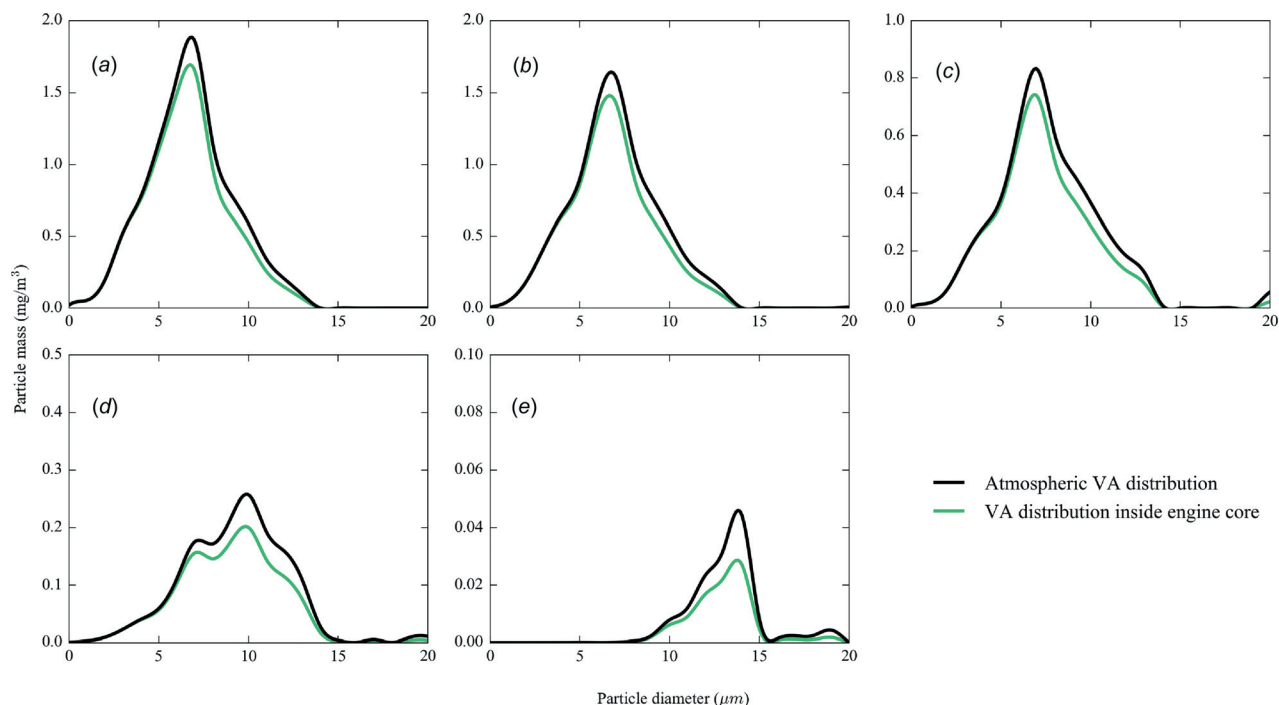 Particle mass (mg/m³)
2.0
1.5
1.0
0.5
0.0
(a)
0 5 10 15 20
2.0
1.5
1.0
0.5
0.0
(b)
0 5 10 15 20
1.0
0.8
0.6
0.4
0.2
0.0
(c)
0 5 10 15 20
0.5
0.4
0.3
0.2
0.1
0.0
(d)
0 5 10 15 20
0.10
0.08
0.06
0.04
0.02
0.00
(e)
0 5 10 15 20
Atmospheric VA distribution
VA distribution inside engine core
Particle diameter (μm)